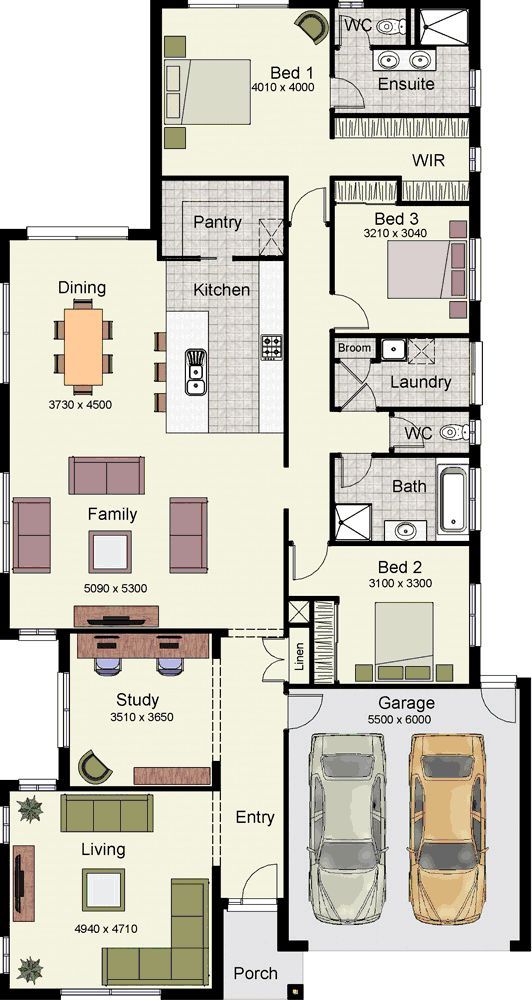 WC
Bed 1
4010 x 4000
Ensuite
WIR
Pantry
Bed 3
3210 x 3040
Dining
Kitchen
Broom
Laundry
3730 x 4500
WC
Bath
Family
5090 x 5300
Bed 2
3100 x 3300
Linen
Study
3510 x 3650
Garage
5500 x 6000
Entry
Living
4940 x 4710
Porch